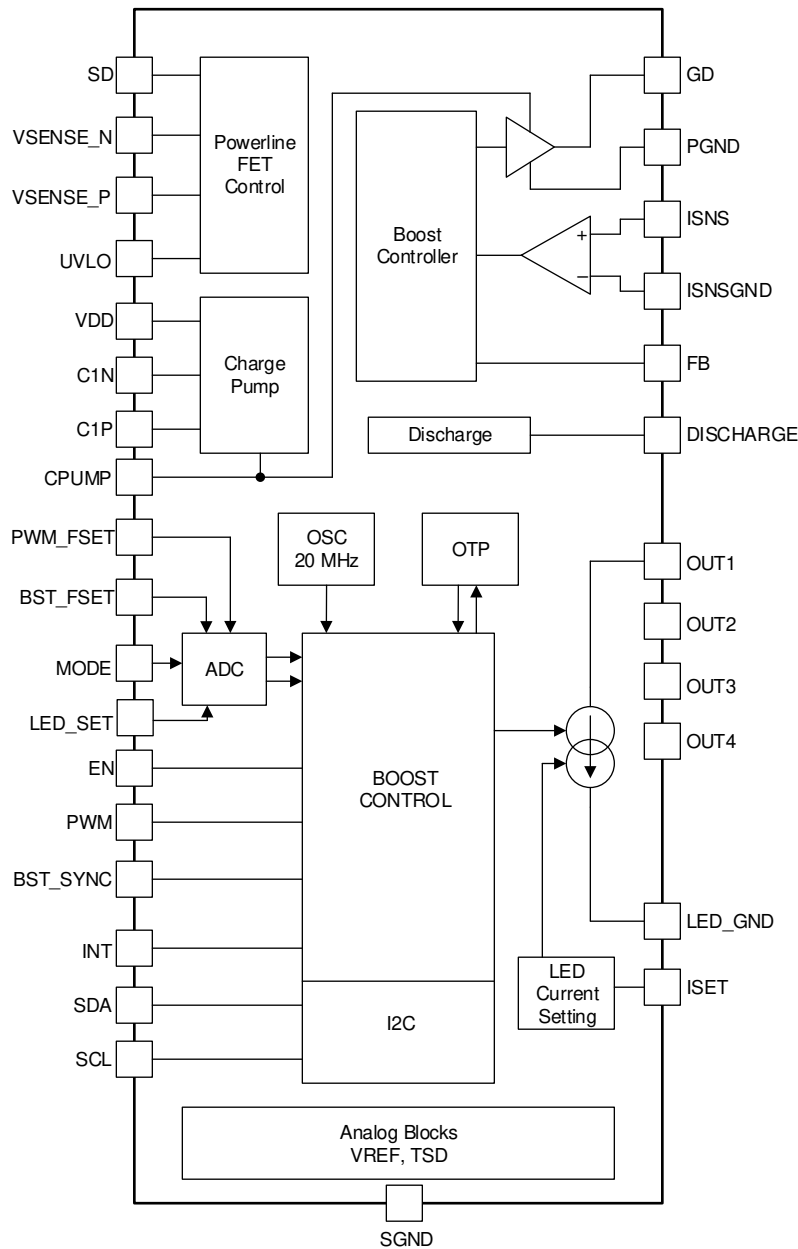 SD
VSENSE_N
VSENSE_P
UVLO
VDD
C1N
C1P
CPUMP
PWM_FSET
BST_FSET
MODE
LED_SET
EN
PWM
BST_SYNC
INT
SDA
SCL
Powerline
FET
Control
Charge
Pump
Boost
Controller
+
−
Discharge
OSC
20 MHz
OTP
ADC
BOOST
CONTROL
I2C
LED
Current
Setting
Analog Blocks
VREF, TSD
GD
PGND
ISNS
ISNSGND
FB
DISCHARGE
OUT1
OUT2
OUT3
OUT4
LED_GND
ISET
SGND